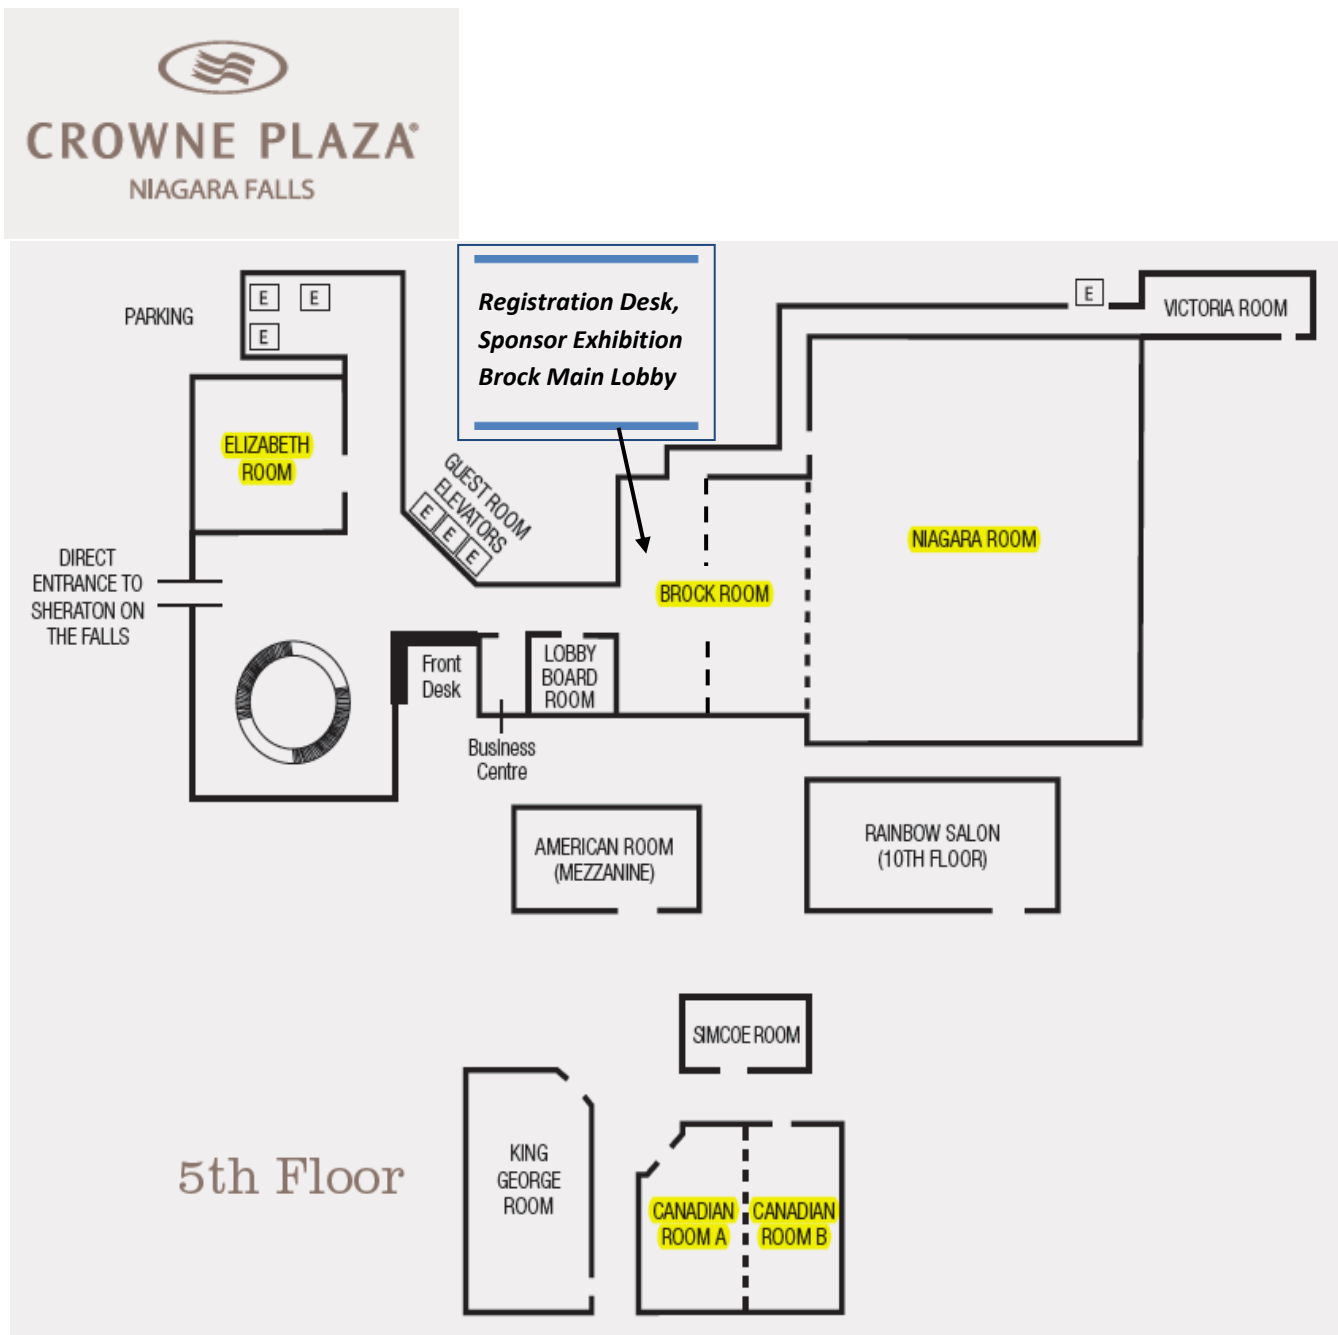 CROWNE PLAZA®
NIAGARA FALLS
Registration Desk,
Sponsor Exhibition
Brock Main Lobby
PARKING
E
E
E
E
VICTORIA ROOM
ELIZABETH
ROOM
GUEST ROOM
ELEVATORS
E
E
E
NIAGARA ROOM
DIRECT
ENTRANCE TO
SHERATON ON
THE FALLS
BROCK ROOM
Front
Desk
LOBBY
BOARD
ROOM
Business
Centre
AMERICAN ROOM
(MEZZANINE)
RAINBOW SALON
(10TH FLOOR)
SIMCOE ROOM
5th Floor
KING
GEORGE
ROOM
CANADIAN
ROOM A
CANADIAN
ROOM B